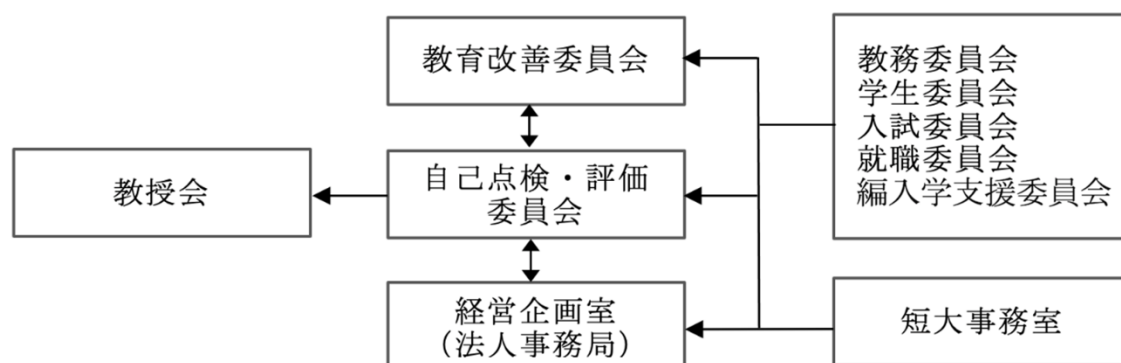 教育改善委員会
教務委員会
学生委員会
入試委員会
就職委員会
編入学支援委員会
教授会
自己点検・評価
委員会
経営企画室
（法人事務局）
短大事務室